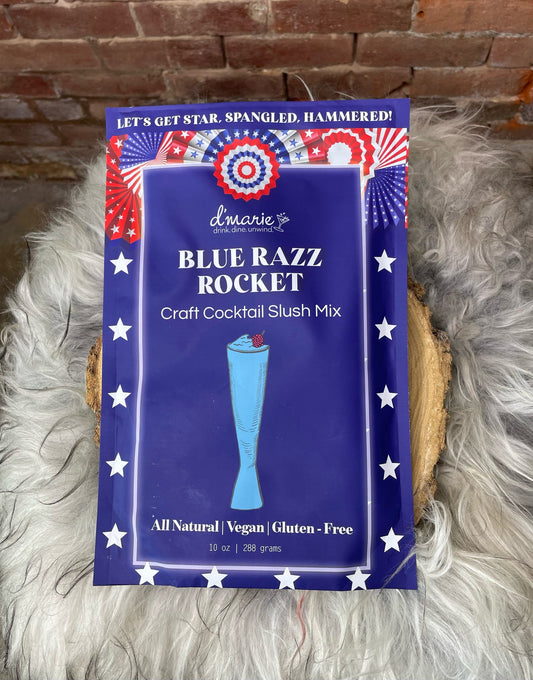 LET'S GET STAR, SPANGLED, HAMMERED!
d'marie
drink.dine.unwind.
BLUE RAZZ
ROCKET
Craft Cocktail Slush Mix
All Natural | Vegan | Gluten - Free
10 oz | 288 grams